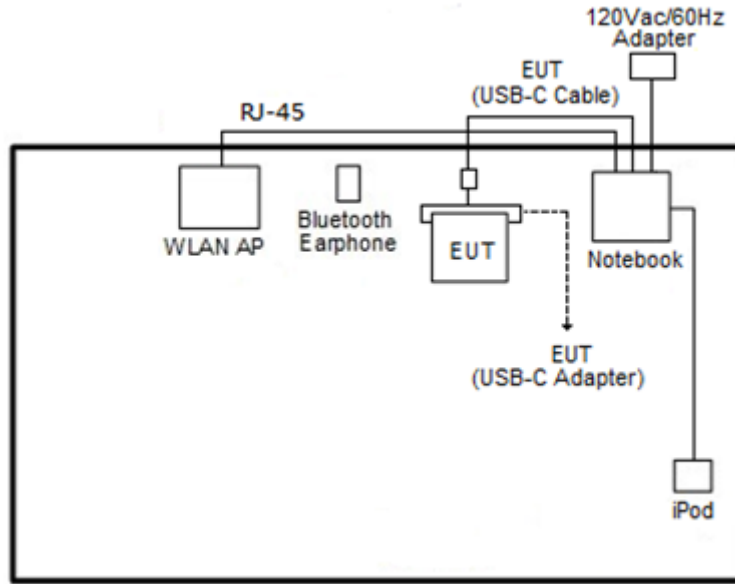 120Vac/60Hz
Adapter
EUT
(USB-C Cable)
RJ-45
WLAN AP
Bluetooth
Earphone
EUT
Notebook
EUT
(USB-C Adapter)
iPod